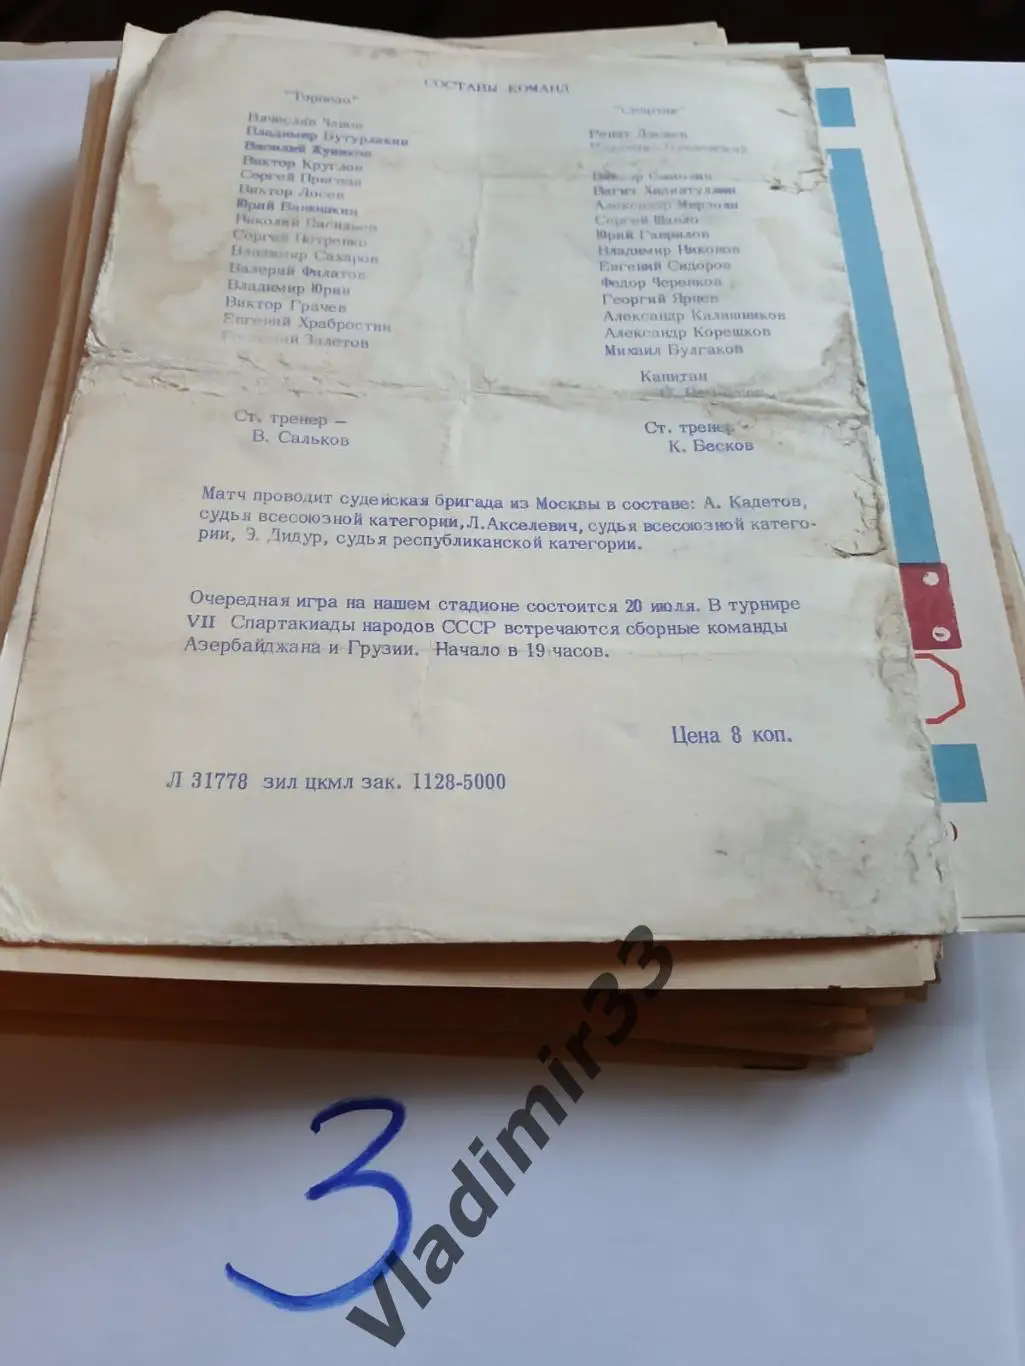 СОСТАВЫ КОМАНД
"Торпедо"
Вячеслав Чанов
Владимир Бутурлакин
Василий Жупиков
Виктор Круглов
Сергей Пригода
Виктор Лосев
Юрий Ванюшкин
Николай Васильев
Сергей Петренко
Владимир Сахаров
Валерий Филатов
Владимир Юрин
Виктор Грачев
Евгений Храбростин
Залетов
Ст. тренер –
В. Сальков
"Спартак"
Ринат Дасаев
Виктор Самохин
Вагиз Хидиятуллин
Александр Мирзоян
Сергей Шавло
Юрий Гаврилов
Владимир Никонов
Евгений Сидоров
Федор Черенков
Георгий Ярцев
Александр Калашников
Александр Корешков
Михаил Булгаков
Капитан
Ст. тренер –
К. Бесков
Матч проводит судейская бригада из Москвы в составе: А. Кадетов,
судья всесоюзной категории, Л.Акселевич, судья всесоюзной катего-
рии, Э. Дидур, судья республиканской категории.
Очередная игра на нашем стадионе состоится 20 июля. В турнире
VII Спартакиады народов СССР встречаются сборные команды
Азербайджана и Грузии. Начало в 19 часов.
Цена 8 коп.
Л 31778 зил цкмл зак. 1128-5000
3
vladimir33